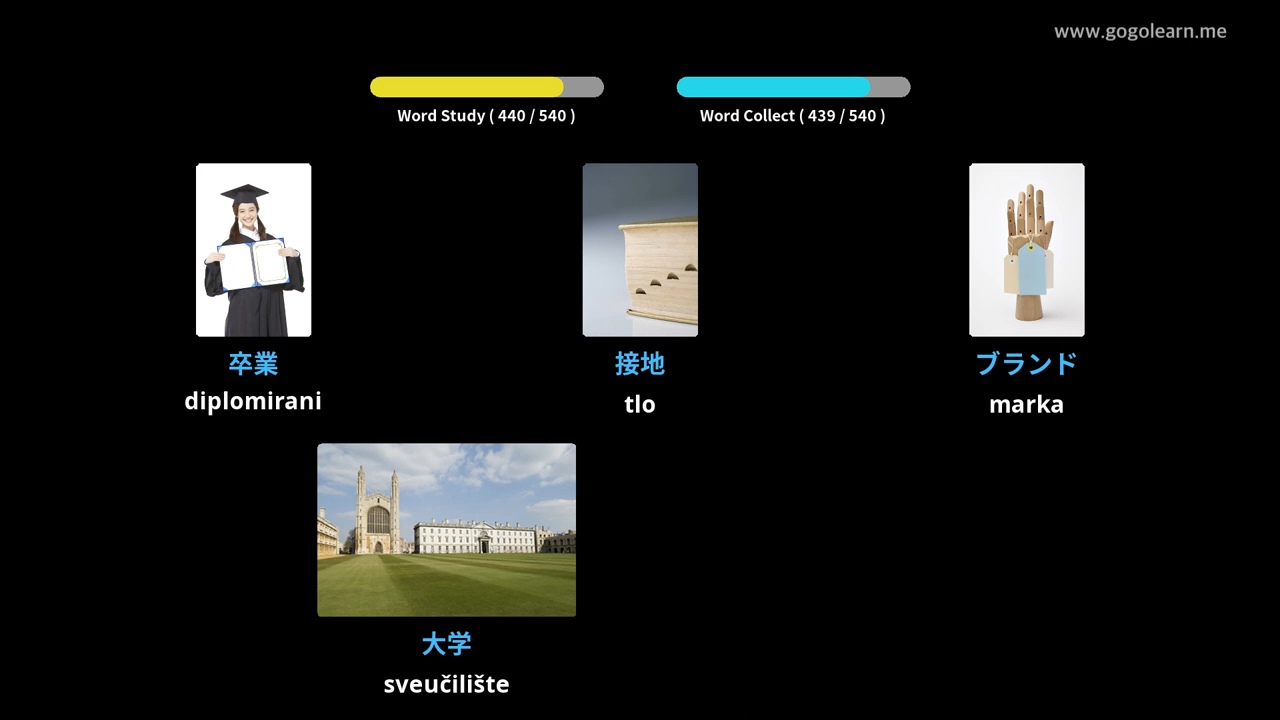 www.gogolearn.me
Word Study ( 440 / 540 )
Word Collect ( 439 / 540 )
卒業
diplomirani
接地
tlo
ブランド
marka
大学
sveučilište